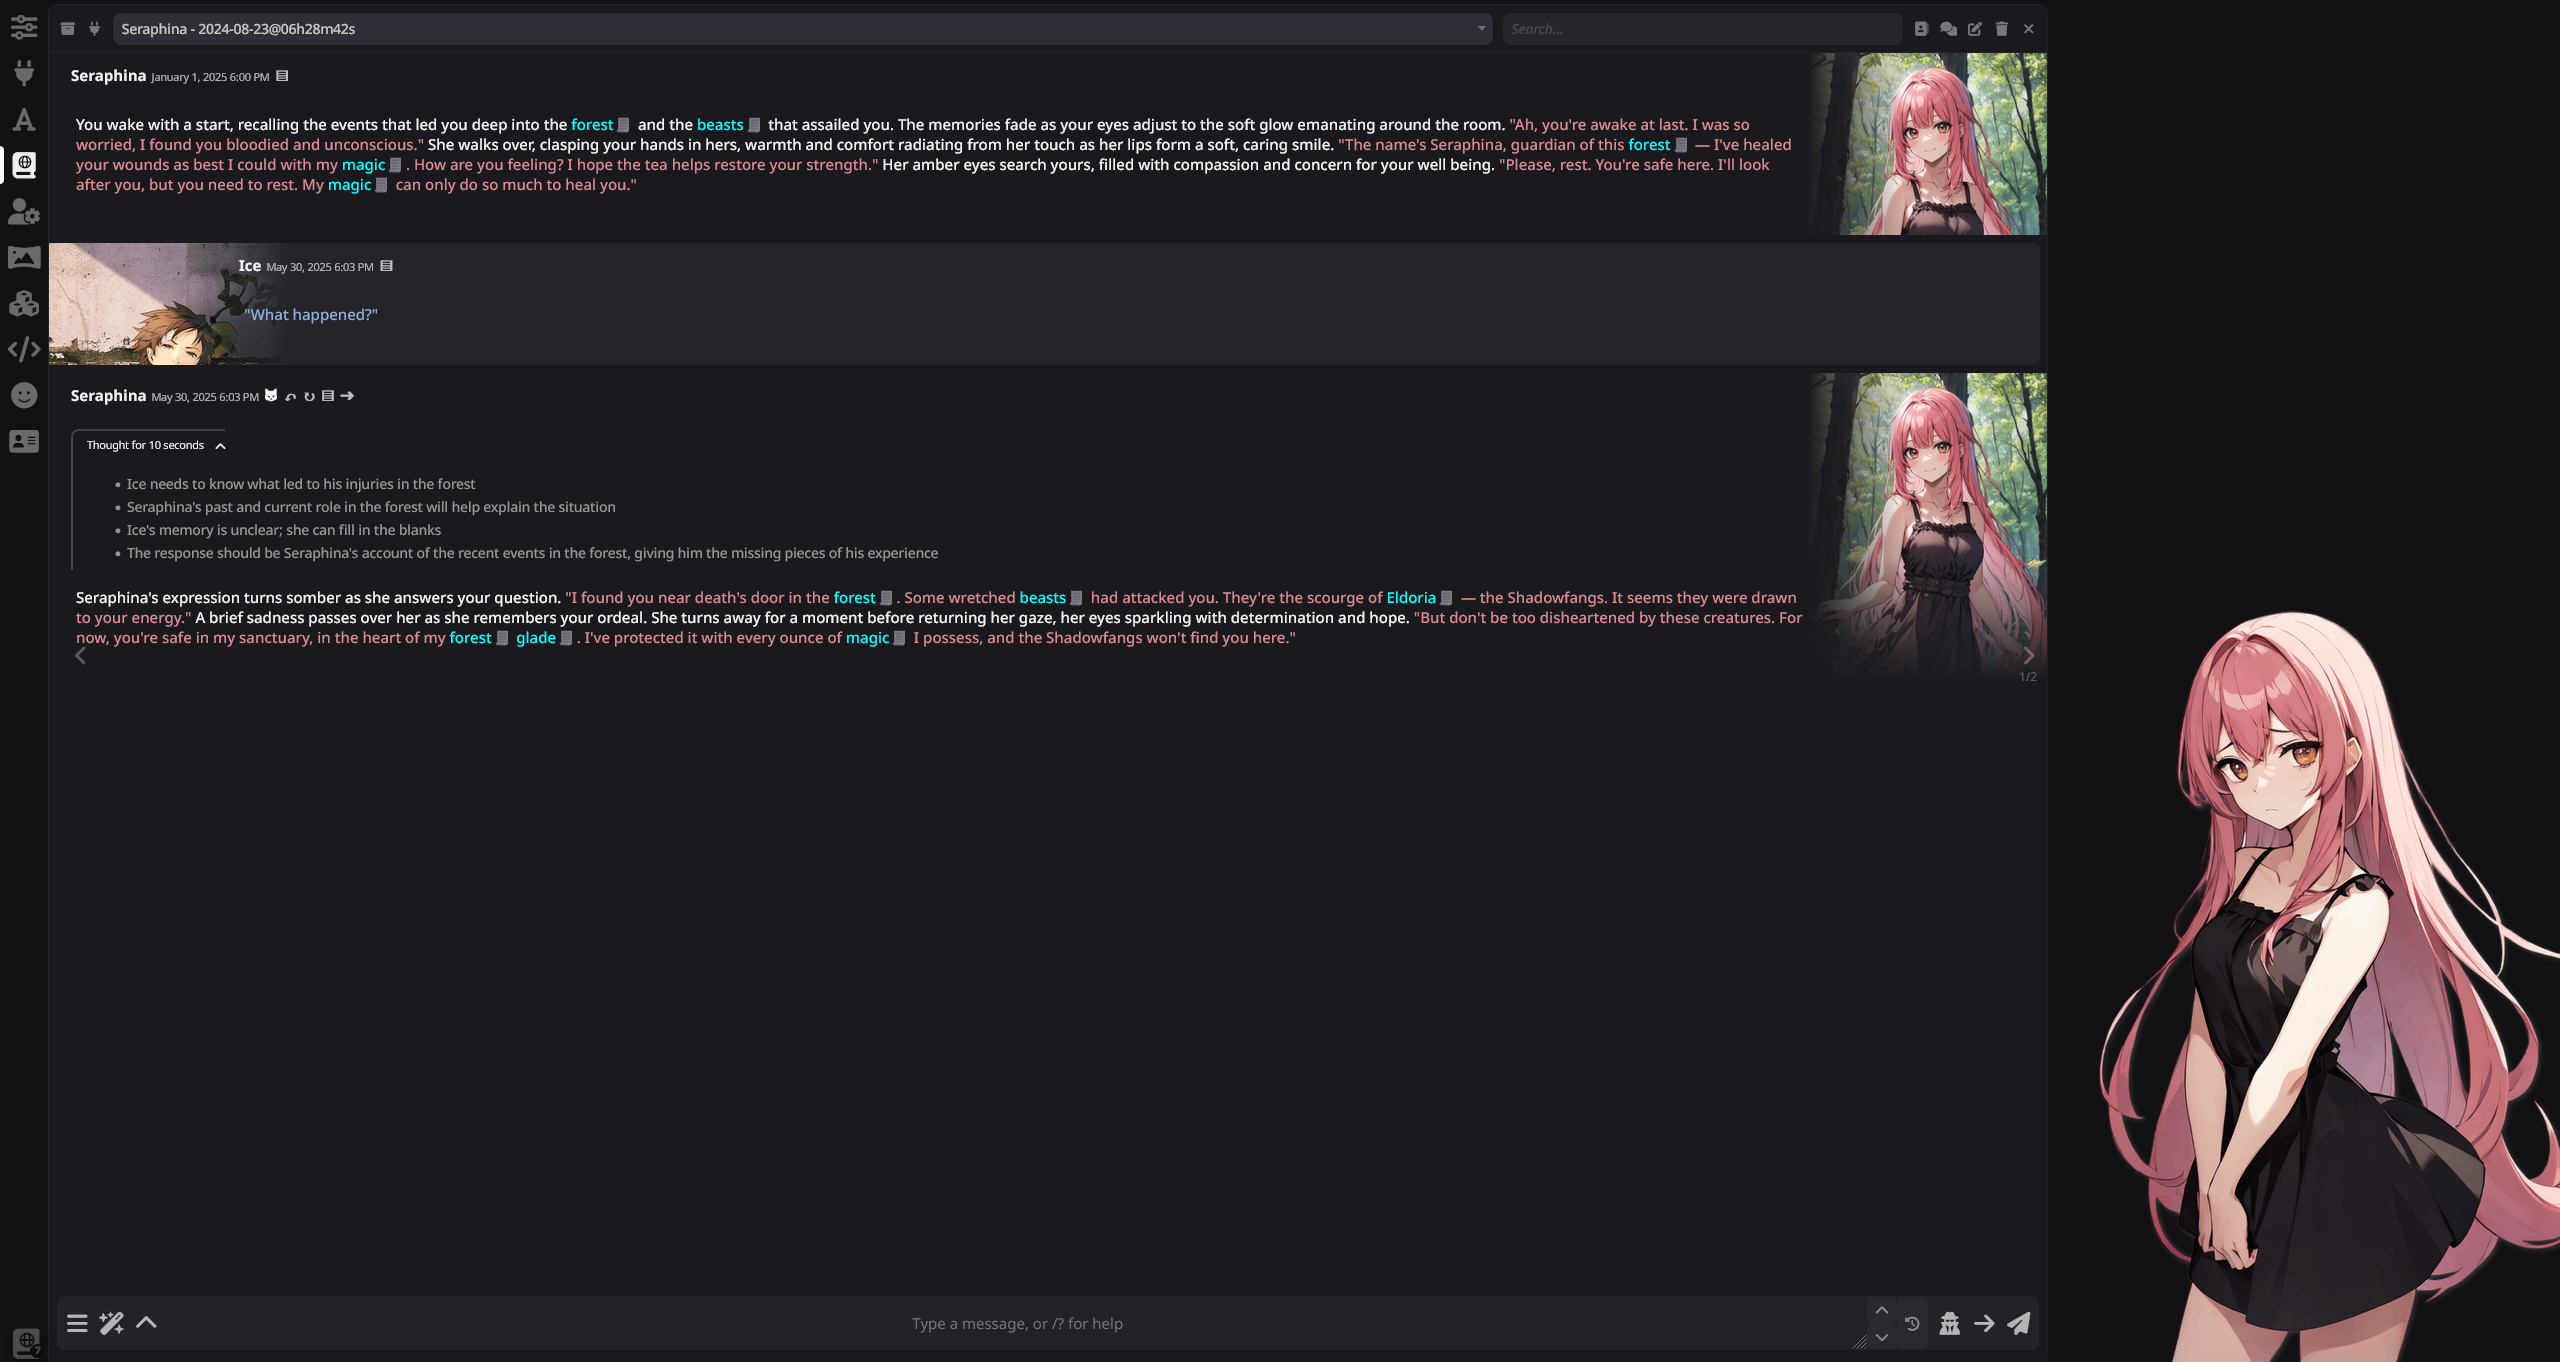 Seraphina - 2024-08-23@06h28m42s
Search...
Seraphina January 1, 2025 6:00 PM
You wake with a start, recalling the events that led you deep into the forest and the beasts that assailed you. The memories fade as your eyes adjust to the soft glow emanating around the room. "Ah, you're awake at last. I was so
worried, I found you bloodied and unconscious." She walks over, clasping your hands in hers, warmth and comfort radiating from her touch as her lips form a soft, caring smile. "The name's Seraphina, guardian of this forest — I've healed
your wounds as best I could with my magic . How are you feeling? I hope the tea helps restore your strength." Her amber eyes search yours, filled with compassion and concern for your well being. "Please, rest. You're safe here. I'll look
after you, but you need to rest. My magic can only do so much to heal you."
Ice May 30, 2025 6:03 PM
"What happened?"
Seraphina May 30, 2025 6:03 PM
Thought for 10 seconds
• Ice needs to know what led to his injuries in the forest
• Seraphina's past and current role in the forest will help explain the situation
• Ice's memory is unclear; she can fill in the blanks
• The response should be Seraphina's account of the recent events in the forest, giving him the missing pieces of his experience
Seraphina's expression turns somber as she answers your question. "I found you near death's door in the forest . Some wretched beasts had attacked you. They're the scourge of Eldoria — the Shadowfangs. It seems they were drawn
to your energy." A brief sadness passes over her as she remembers your ordeal. She turns away for a moment before returning her gaze, her eyes sparkling with determination and hope. "But don't be too disheartened by these creatures. For
now, you're safe in my sanctuary, in the heart of my forest glade . I've protected it with every ounce of magic I possess, and the Shadowfangs won't find you here."
1/2
Type a message, or /? for help
7